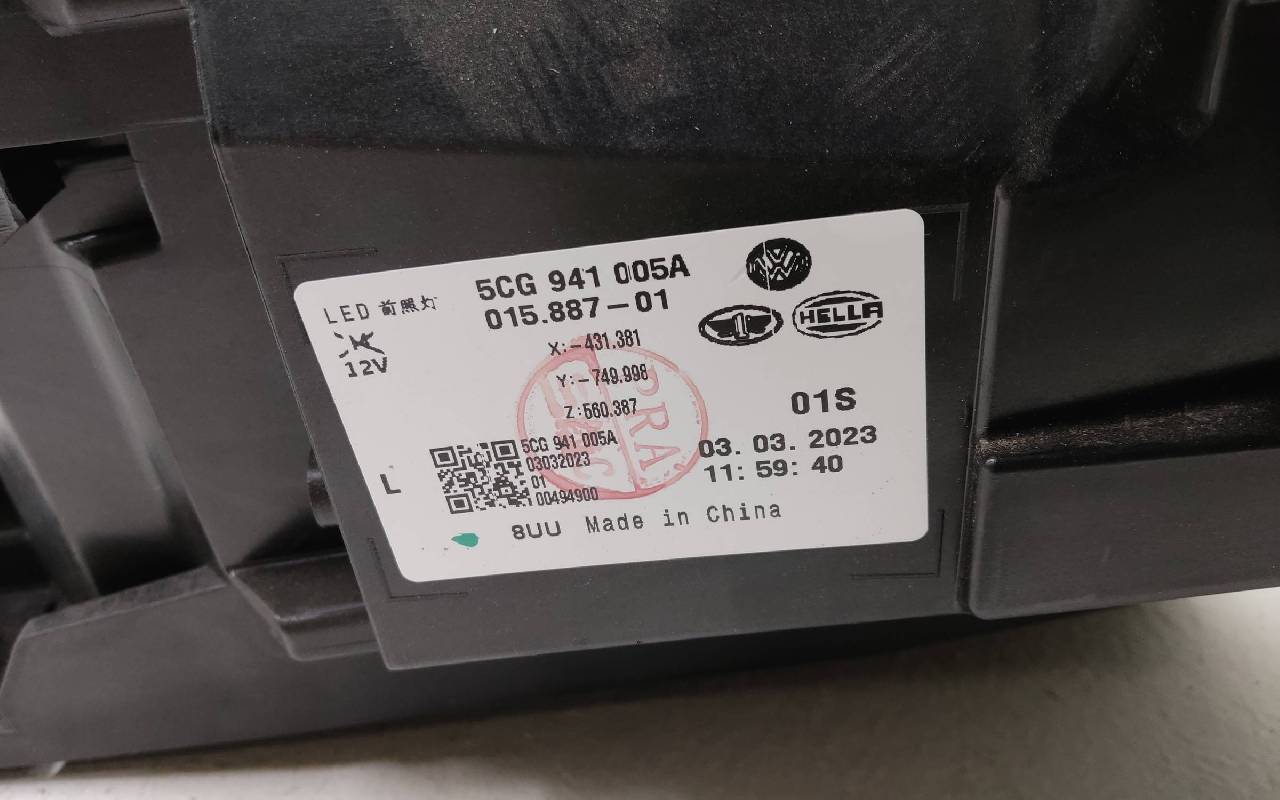 LED 前照灯
12V
5CG 941 005A
015.887-01
HELLA
X:-431.381
Y:-749.998
Z:560.387
01S
03. 03. 2023
11: 59: 40
L
5CG 941 005A
03032023
01
00494900
8UU Made in China